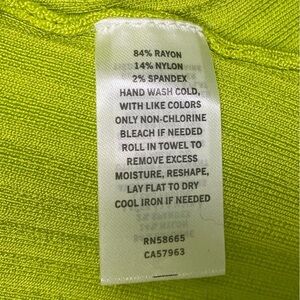 84% RAYON
14% NYLON
2% SPANDEX
HAND WASH COLD,
WITH LIKE COLORS
ONLY NON-CHLORINE
BLEACH IF NEEDED
ROLL IN TOWEL TO
REMOVE EXCESS
MOISTURE, RESHAPE,
LAY FLAT TO DRY
COOL IRON IF NEEDED
RN58665
CA57963